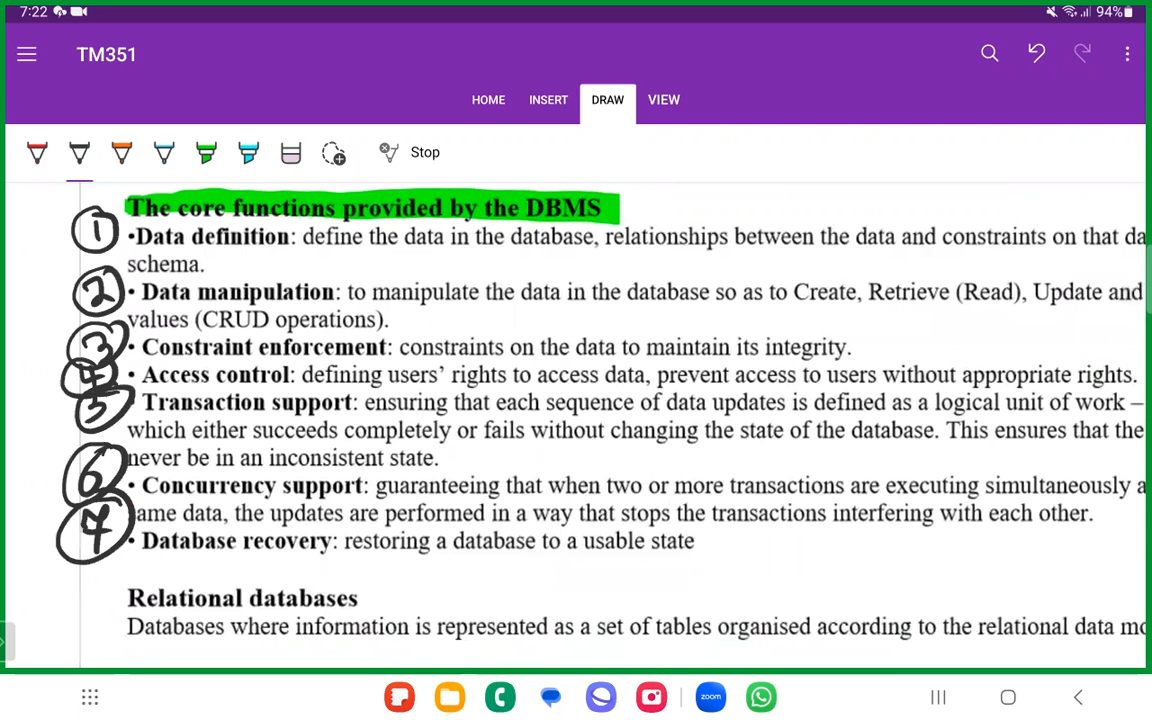 7:22 94%
TM351
HOME INSERT DRAW VIEW
Stop
The core functions provided by the DBMS
1 •Data definition: define the data in the database, relationships between the data and constraints on that da
schema.
2 • Data manipulation: to manipulate the data in the database so as to Create, Retrieve (Read), Update and
values (CRUD operations).
3 • Constraint enforcement: constraints on the data to maintain its integrity.
4 • Access control: defining users' rights to access data, prevent access to users without appropriate rights.
5 Transaction support: ensuring that each sequence of data updates is defined as a logical unit of work –
which either succeeds completely or fails without changing the state of the database. This ensures that the
never be in an inconsistent state.
6 • Concurrency support: guaranteeing that when two or more transactions are executing simultaneously a
ame data, the updates are performed in a way that stops the transactions interfering with each other.
7 • Database recovery: restoring a database to a usable state
Relational databases
Databases where information is represented as a set of tables organised according to the relational data mo
zoom